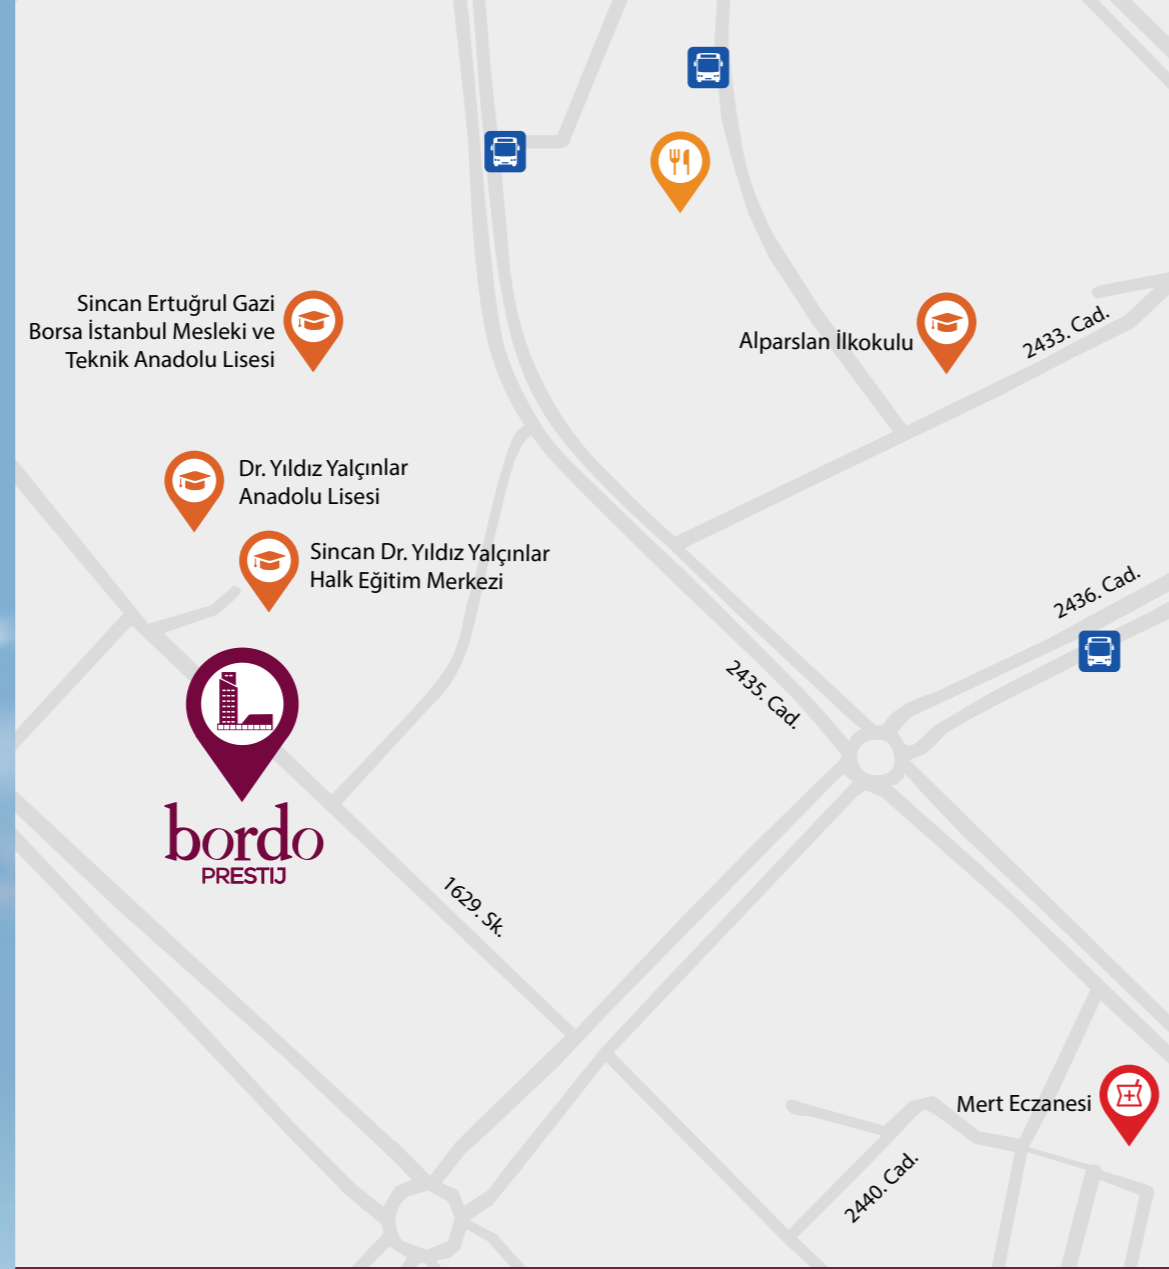 Sincan Ertuğrul Gazi
Borsa İstanbul Mesleki ve
Teknik Anadolu Lisesi
Alparslan İlkokulu
2433. Cad.
Dr. Yıldız Yalçınlar
Anadolu Lisesi
Sincan Dr. Yıldız Yalçınlar
Halk Eğitim Merkezi
2436. Cad.
2435. Cad.
bordo
PRESTIJ
1629. Sk.
Mert Eczanesi
2440. Cad.